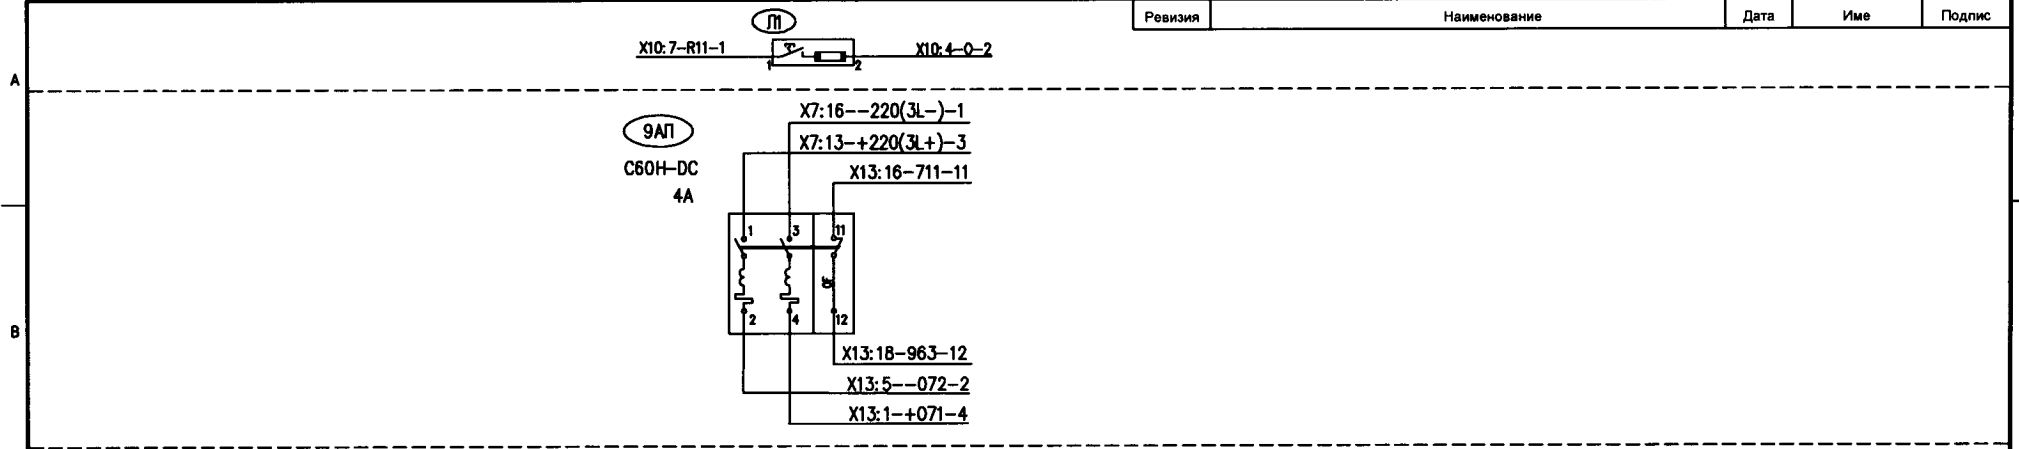 Ревизия Наименование Дата Име Подпис
Л1
X10:7-R11-1 X10:4-0-2
1 2
A
X7:16--220(3L-)-1
9АП
X7:13-+220(3L+)-3
C60H-DC
X13:16-711-11
4A
1 3 11
OF
2 4 12
B
X13:18-963-12
X13:5--072-2
X13:1-+071-4